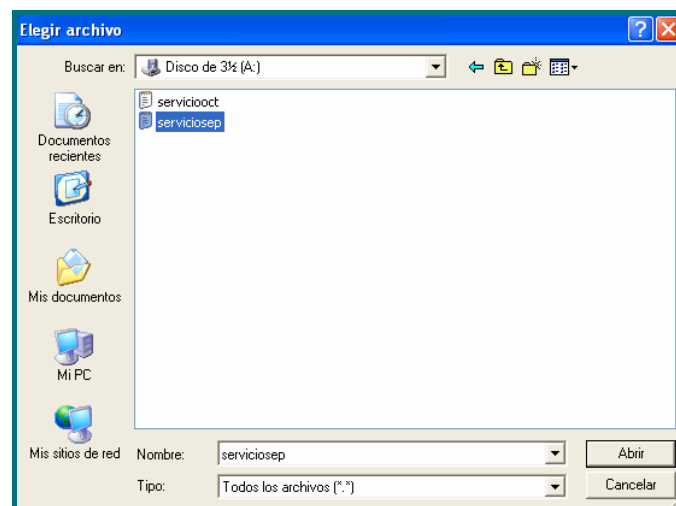 Elegir archivo
Buscar en: Disco de 3½ (A:)
serviciooct
serviciosep
Documentos
recientes
Escritorio
Mis documentos
Mi PC
Mis sitios de red
Nombre: serviciosep Abrir
Tipo: Todos los archivos (*.*) Cancelar